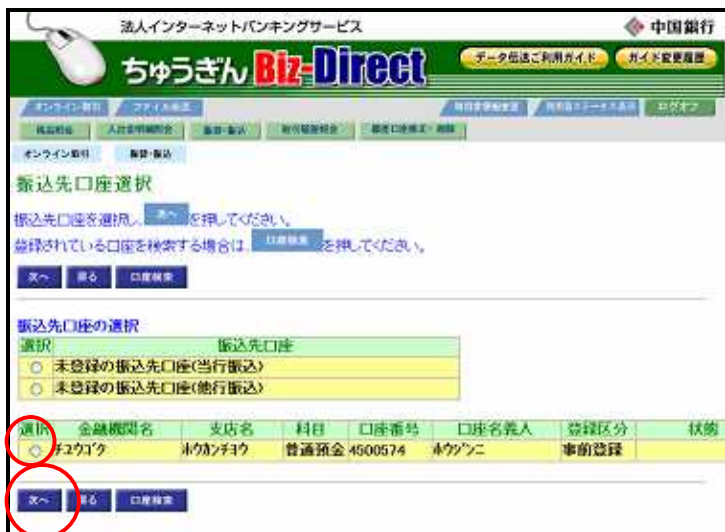 法人インターネットバンキングサービス
中国銀行
ちゅうぎん Biz-Direct
データ伝送ご利用ガイド
ガイド変更履歴
オンライン取引
ファイル伝送
ログオフ
残高照会
入出金明細照会
振替・振込
取引履歴照会
オンライン取引
振替・振込
振込先口座選択
振込先口座を選択し、 次へ を押してください。
登録されている口座を検索する場合は、 口座検索 を押してください。
次へ 戻る 口座検索
振込先口座の選択
選択 振込先口座
未登録の振込先口座(当行振込)
未登録の振込先口座(他行振込)
選択 金融機関名 支店名 科目 口座番号 口座名義人 登録区分 状態
チユウゴク ホウカンチヨウ 普通預金 4500574 ホウジンニ 事前登録
次へ 戻る 口座検索